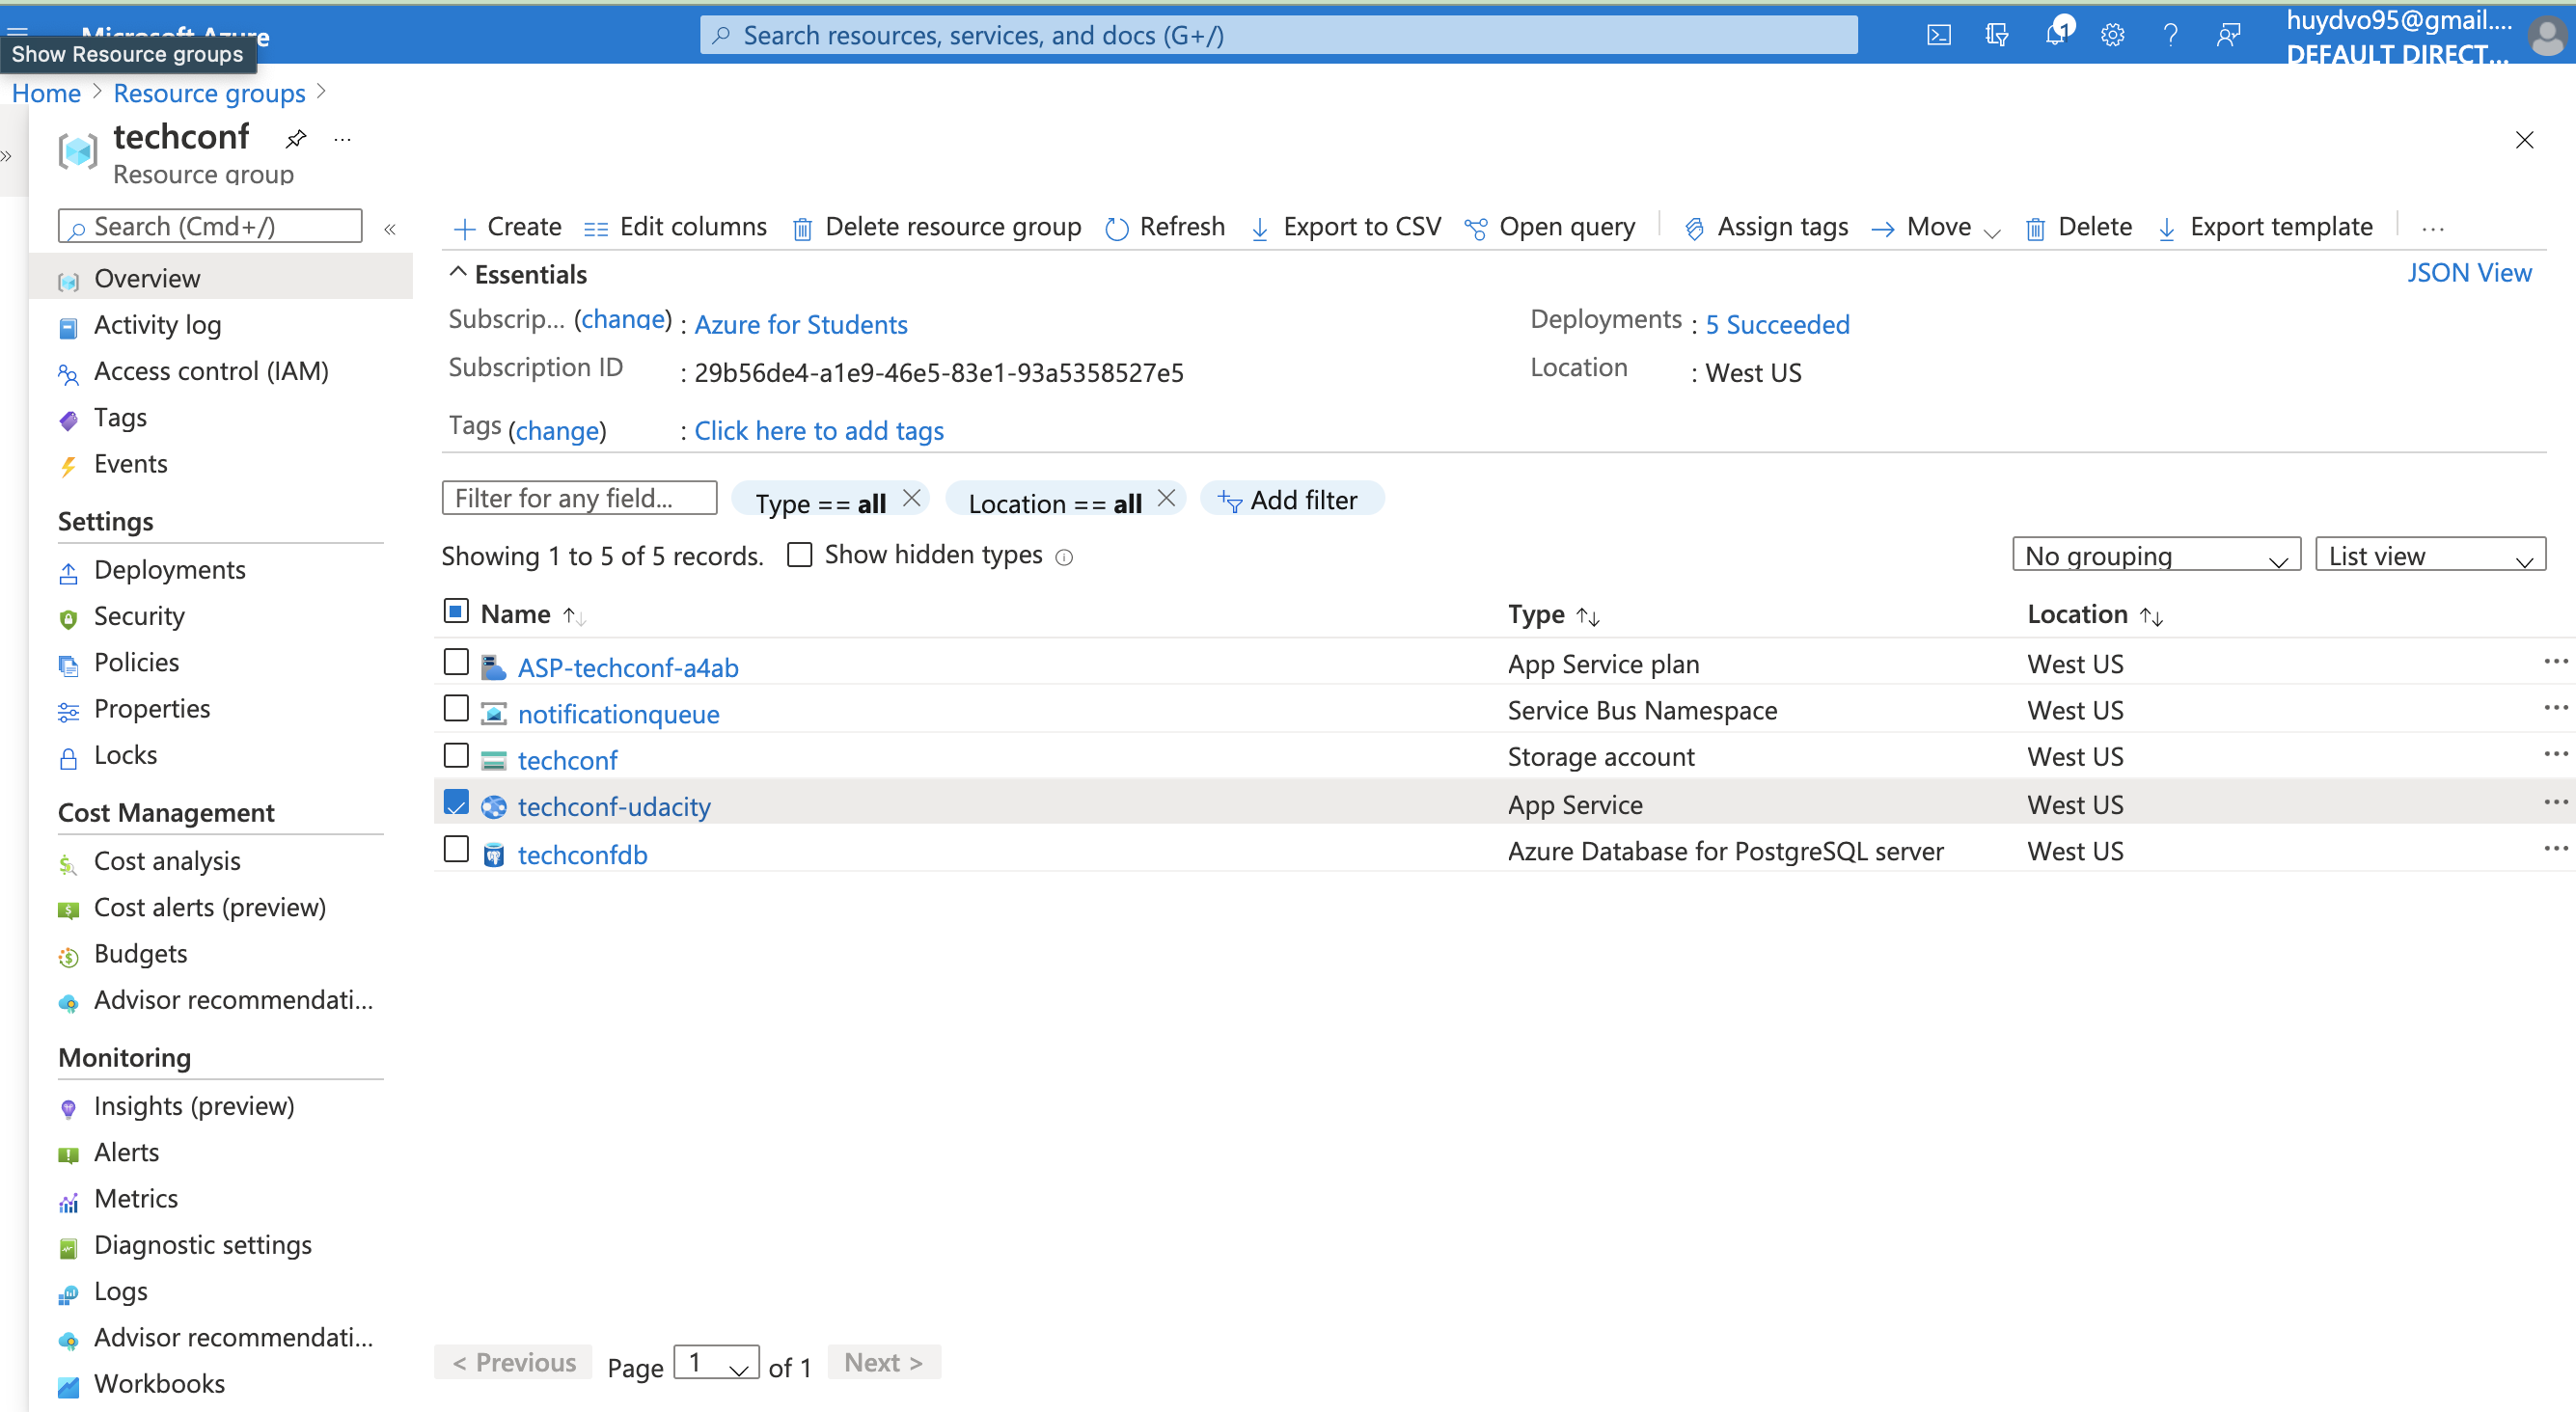 Microsoft Azure
Search resources, services, and docs (G+/)
1
huydvo95@gmail....
DEFAULT DIRECT...
Show Resource groups
Home > Resource groups >
techconf
...
Resource group
Search (Cmd+/)
«
Create
Edit columns
Delete resource group
Refresh
Export to CSV
Open query
Assign tags
Move
Delete
Export template
...
Overview
Activity log
Access control (IAM)
Tags
Events
Settings
Deployments
Security
Policies
Properties
Locks
Cost Management
Cost analysis
Cost alerts (preview)
Budgets
Advisor recommendati...
Monitoring
Insights (preview)
Alerts
Metrics
Diagnostic settings
Logs
Advisor recommendati...
Workbooks
Essentials
JSON View
Subscrip... (change) : Azure for Students
Deployments : 5 Succeeded
Subscription ID : 29b56de4-a1e9-46e5-83e1-93a5358527e5
Location : West US
Tags (change) : Click here to add tags
Filter for any field...
Type == all
Location == all
Add filter
Showing 1 to 5 of 5 records.
Show hidden types
No grouping
List view
Name Type Location
ASP-techconf-a4ab App Service plan West US ...
notificationqueue Service Bus Namespace West US ...
techconf Storage account West US ...
techconf-udacity App Service West US ...
techconfdb Azure Database for PostgreSQL server West US ...
< Previous Page 1 of 1 Next >